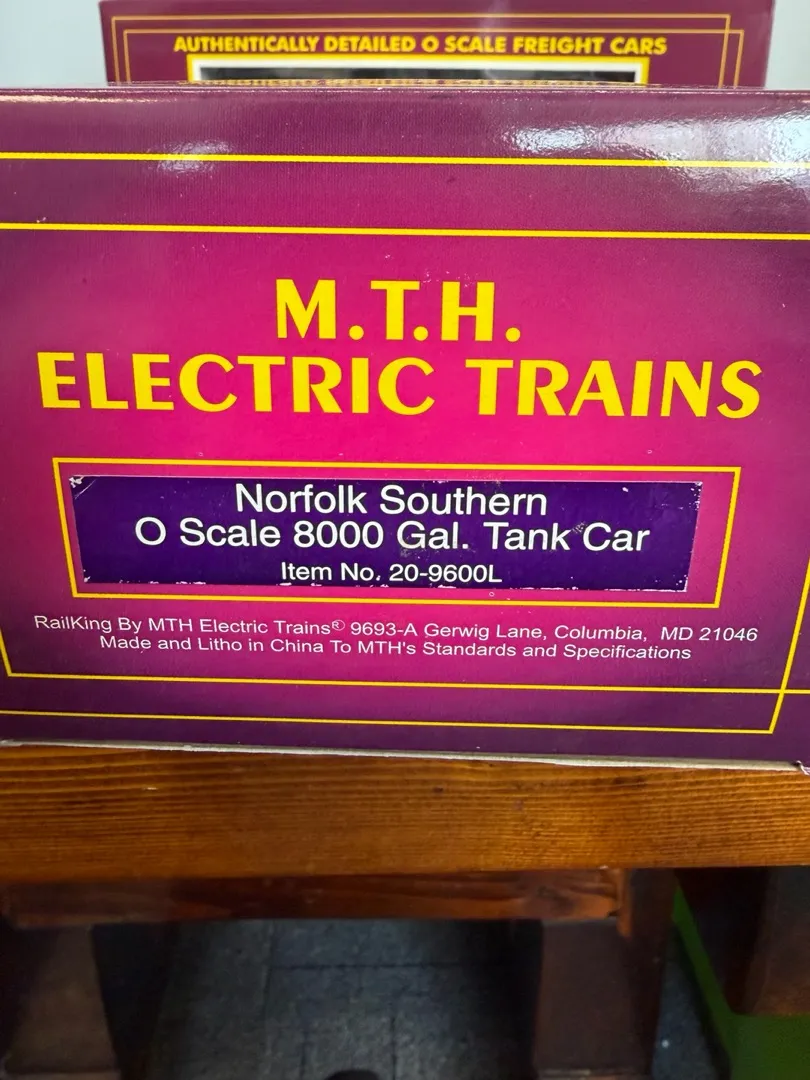 AUTHENTICALLY DETAILED O SCALE FREIGHT CARS
M.T.H.
ELECTRIC TRAINS
Norfolk Southern
O Scale 8000 Gal. Tank Car
Item No. 20-9600L
RailKing By MTH Electric Trains® 9693-A Gerwig Lane, Columbia, MD 21046
Made and Litho in China To MTH's Standards and Specifications